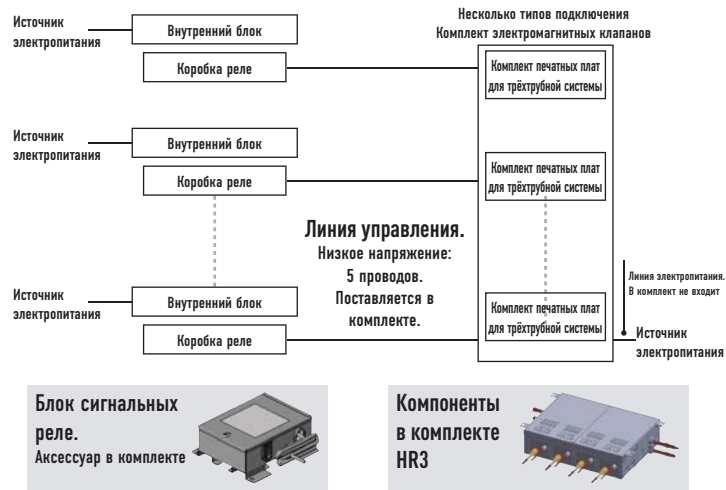 Несколько типов подключения
Комплект электромагнитных клапанов
Источник
электропитания
Внутренний блок
Коробка реле
Комплект печатных плат
для трёхтрубной системы
Источник
электропитания
Внутренний блок
Коробка реле
Комплект печатных плат
для трёхтрубной системы
Линия управления.
Низкое напряжение:
5 проводов.
Поставляется в
комплекте.
Линия электропитания.
В комплект не входит
Источник
электропитания
Внутренний блок
Коробка реле
Комплект печатных плат
для трёхтрубной системы
Источник
электропитания
Блок сигнальных
реле.
Аксессуар в комплекте
Компоненты
в комплекте
HR3